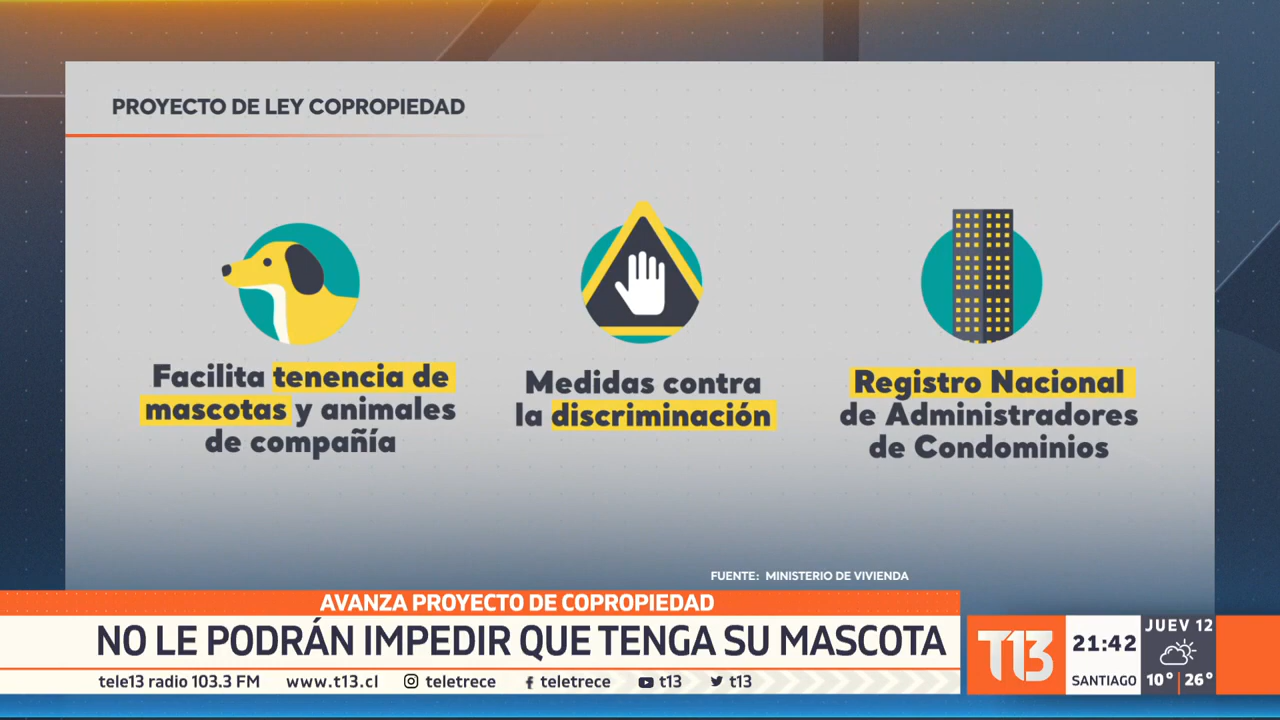 PROYECTO DE LEY COPROPIEDAD
Facilita tenencia de
mascotas y animales
de compañía
Medidas contra
la discriminación
Registro Nacional
de Administradores
de Condominios
FUENTE: MINISTERIO DE VIVIENDA
AVANZA PROYECTO DE COPROPIEDAD
NO LE PODRÁN IMPEDIR QUE TENGA SU MASCOTA
tele13 radio 103.3 FM www.t13.cl teletrece teletrece t13 t13
T13
21:42
SANTIAGO
JUEV 12
10° 26°